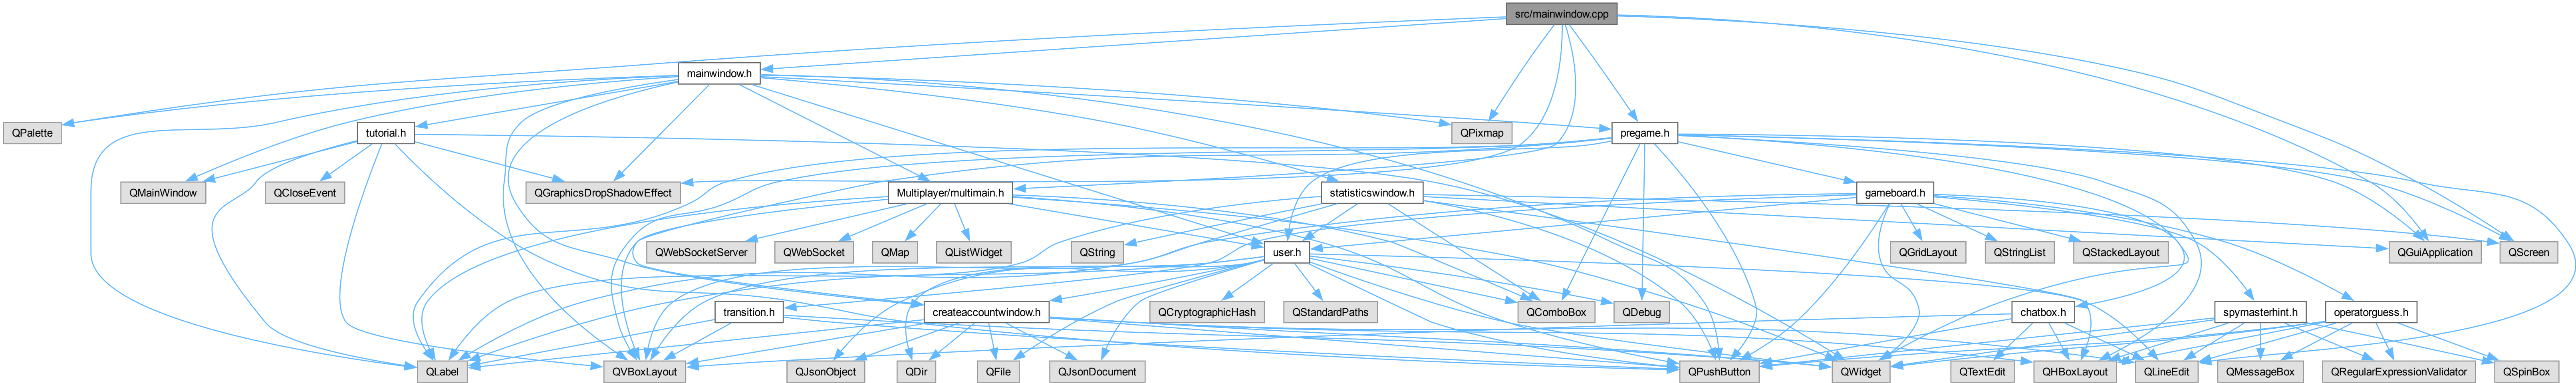 src/mainwindow.cpp
mainwindow.h
QPalette
tutorial.h
QPixmap
pregame.h
QMainWindow
QCloseEvent
QGraphicsDropShadowEffect
Multiplayer/multimain.h
statisticswindow.h
gameboard.h
QWebSocketServer
QWebSocket
QMap
QListWidget
QString
user.h
QGridLayout
QStringList
QStackedLayout
QGuiApplication
QScreen
transition.h
createaccountwindow.h
QCryptographicHash
QStandardPaths
QComboBox
QDebug
chatbox.h
spymasterhint.h
operatorguess.h
QLabel
QVBoxLayout
QJsonObject
QDir
QFile
QJsonDocument
QPushButton
QWidget
QTextEdit
QHBoxLayout
QLineEdit
QMessageBox
QRegularExpressionValidator
QSpinBox